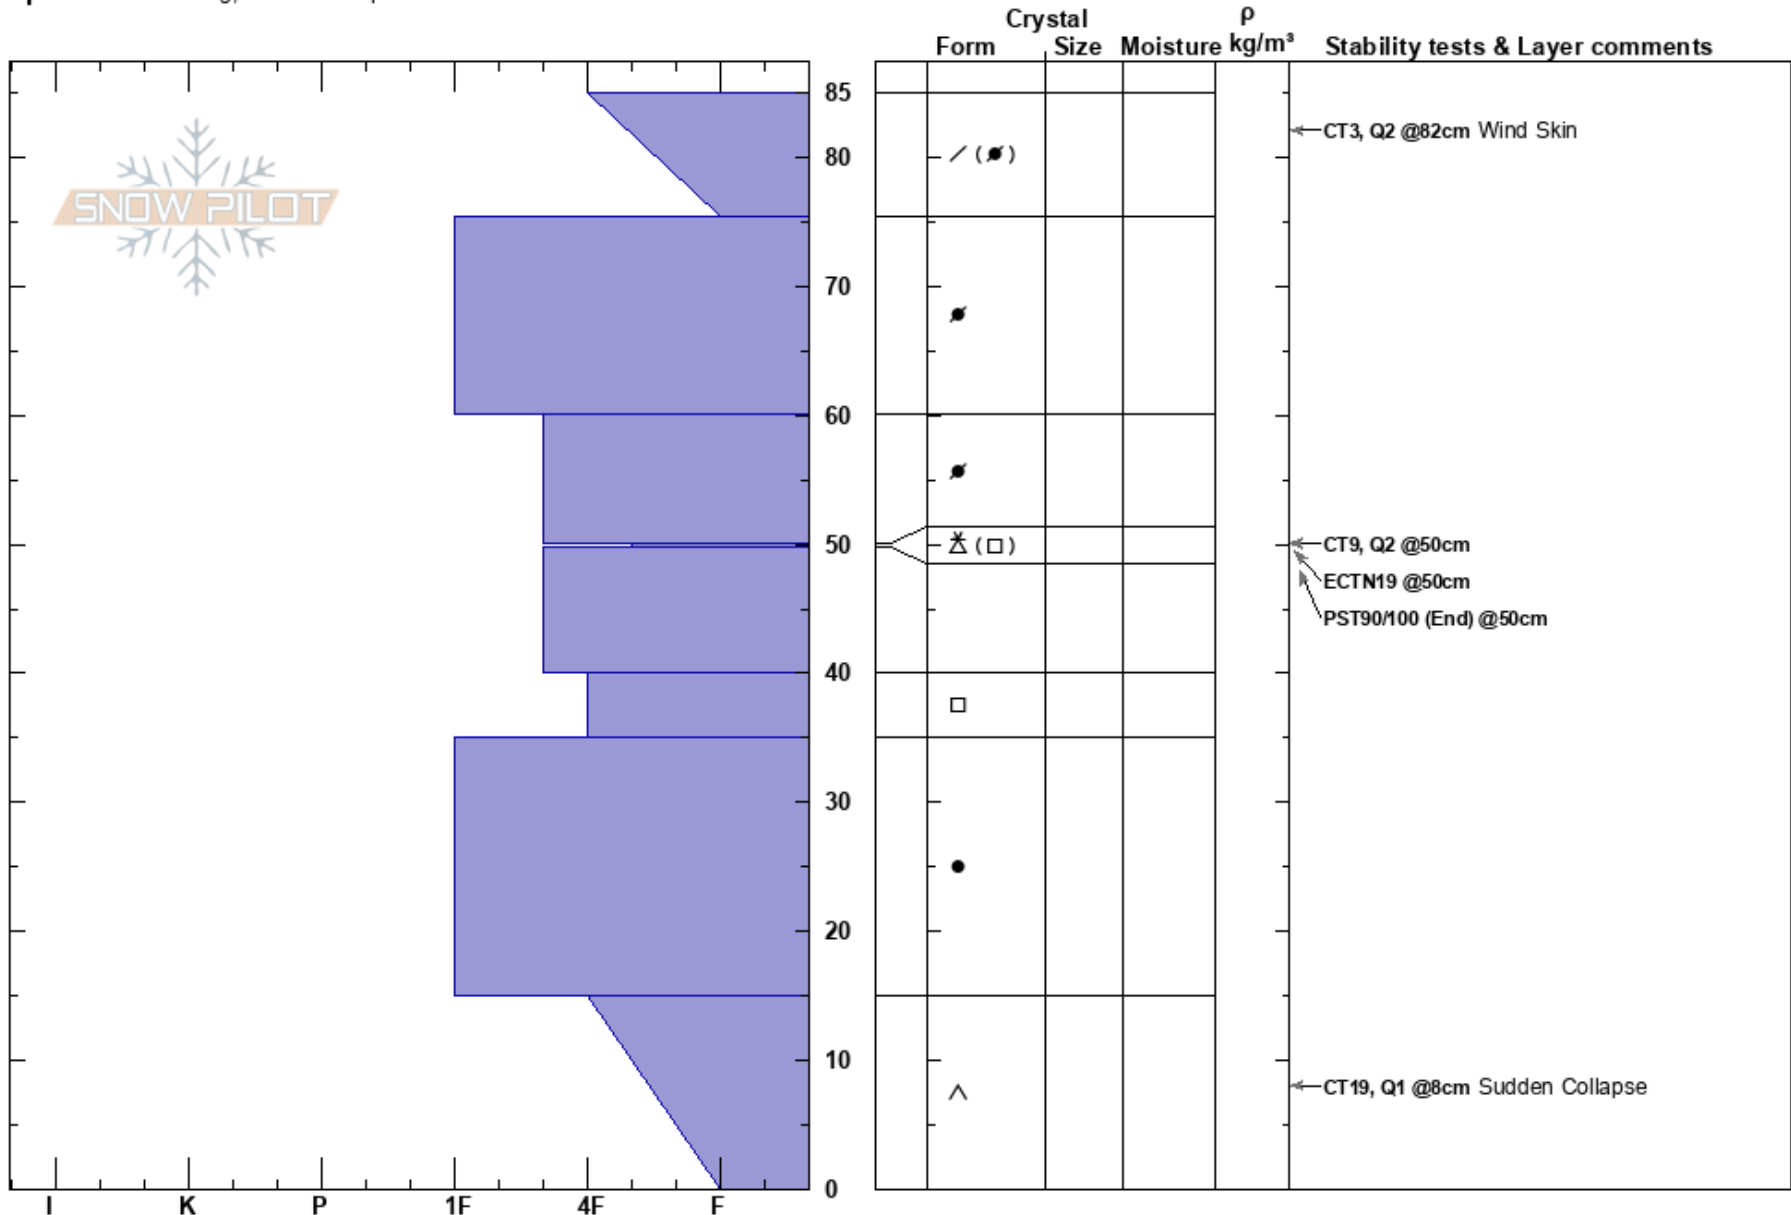 Crystal ρ
Form Size Moisture kg/m³ Stability tests & Layer comments
85
CT3, Q2 @82cm Wind Skin
80
SNOW PILOT
70
60
50
CT9, Q2 @50cm
ECTN19 @50cm
PST90/100 (End) @50cm
40
30
20
10
CT19, Q1 @8cm Sudden Collapse
0
I K P 1F 4F F